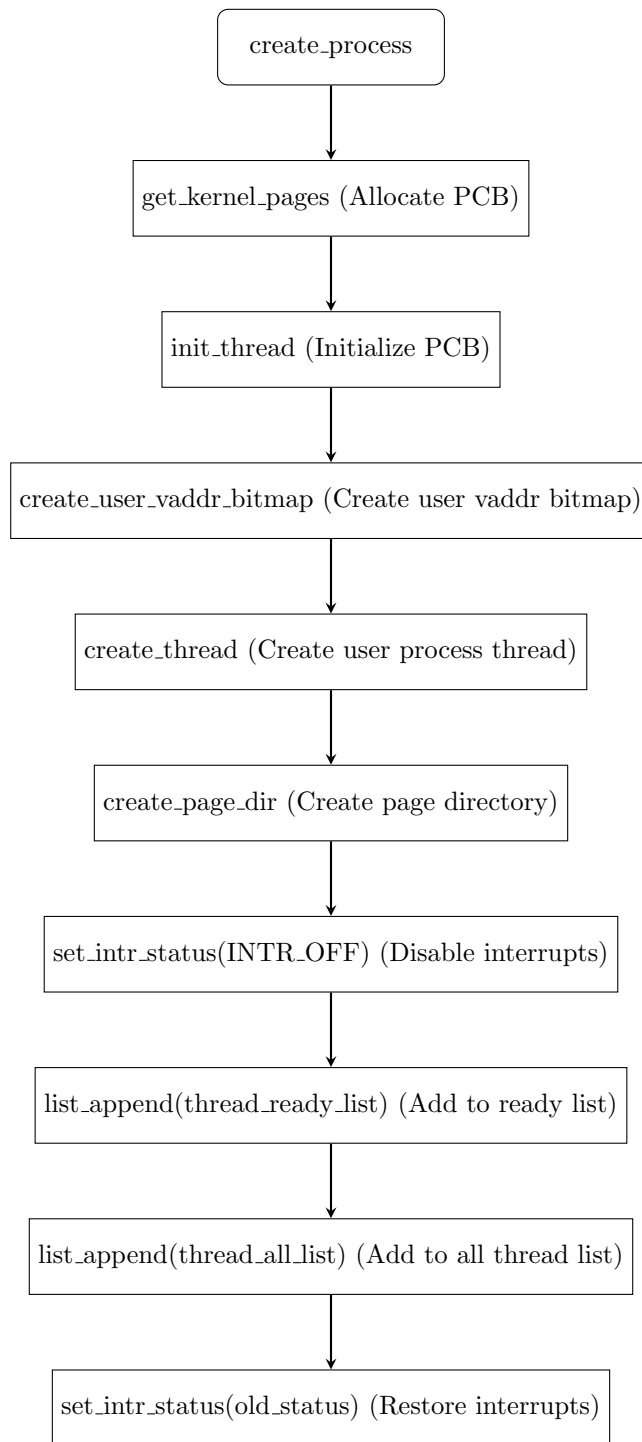 create_process
get_kernel_pages (Allocate PCB)
init_thread (Initialize PCB)
create_user_vaddr_bitmap (Create user vaddr bitmap)
create_thread (Create user process thread)
create_page_dir (Create page directory)
set_intr_status(INTR_OFF) (Disable interrupts)
list_append(thread_ready_list) (Add to ready list)
list_append(thread_all_list) (Add to all thread list)
set_intr_status(old_status) (Restore interrupts)